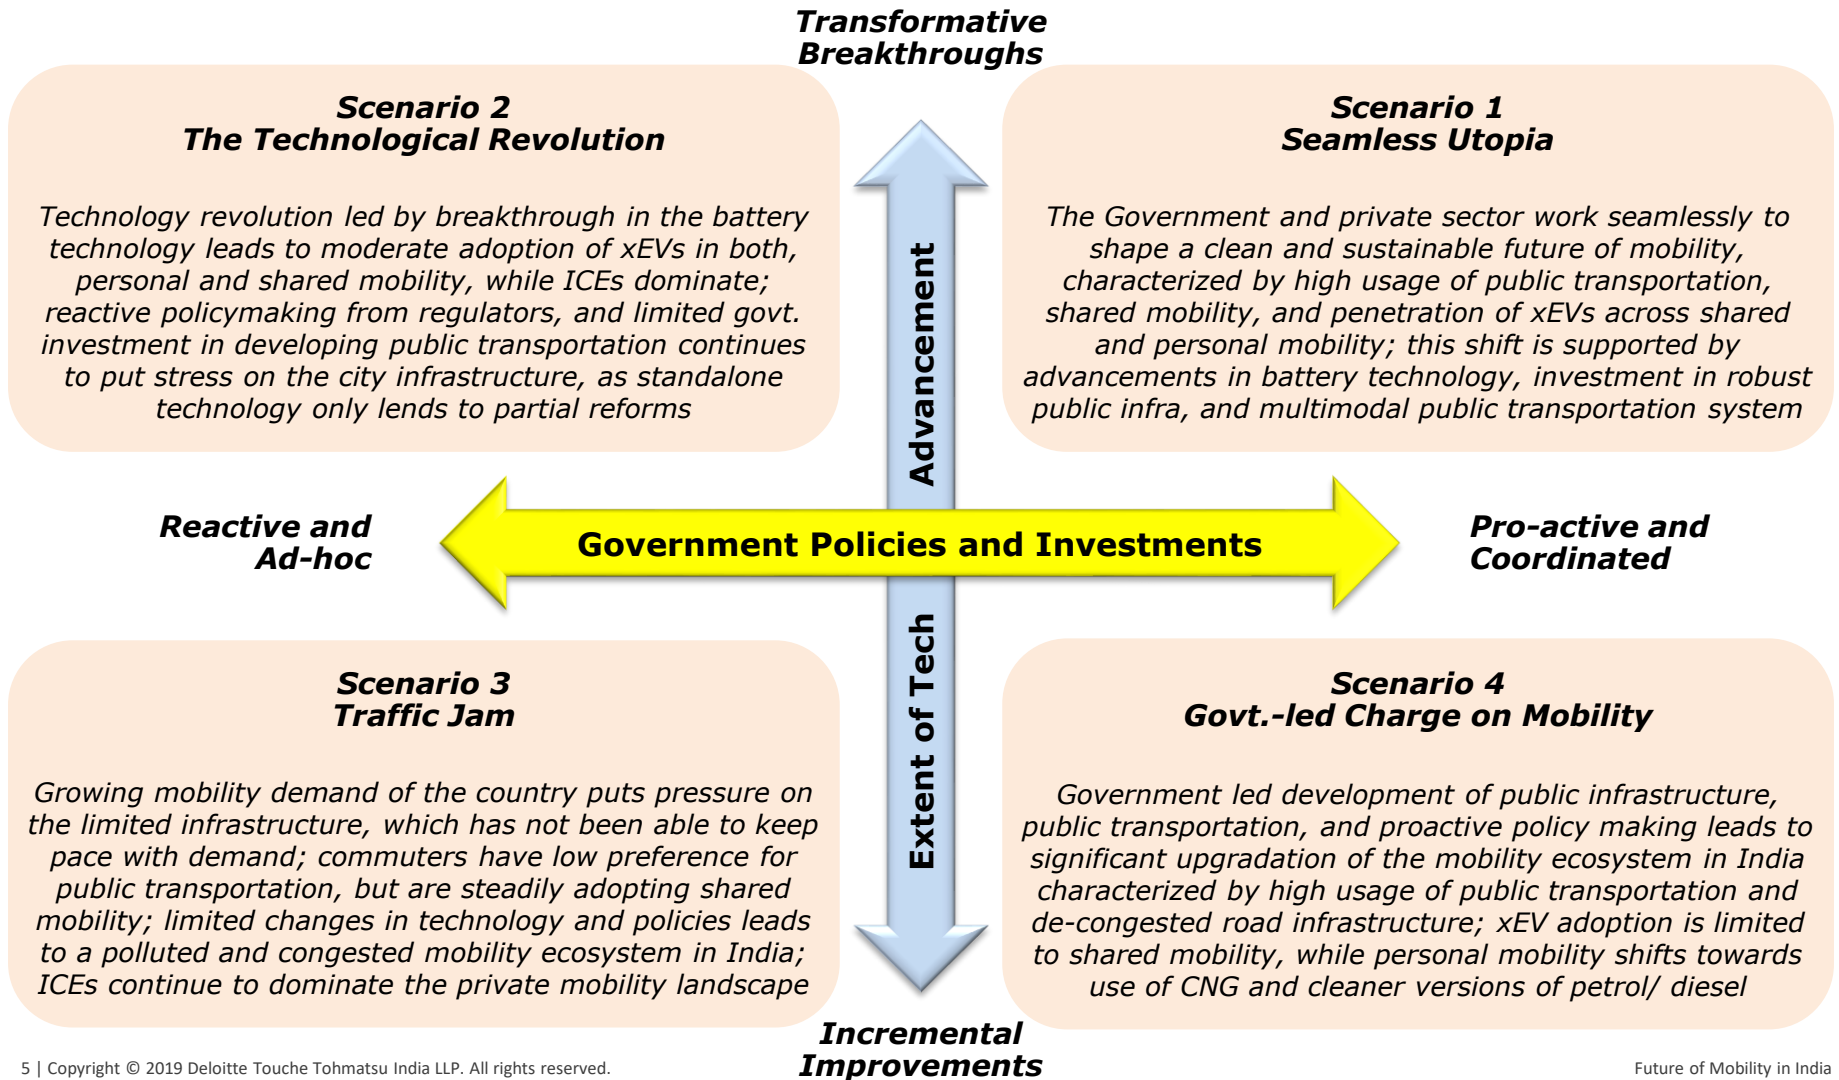 Transformative
Breakthroughs
Scenario 2
The Technological Revolution
Technology revolution led by breakthrough in the battery
technology leads to moderate adoption of xEVs in both,
personal and shared mobility, while ICEs dominate;
reactive policymaking from regulators, and limited govt.
investment in developing public transportation continues
to put stress on the city infrastructure, as standalone
technology only lends to partial reforms
Scenario 1
Seamless Utopia
The Government and private sector work seamlessly to
shape a clean and sustainable future of mobility,
characterized by high usage of public transportation,
shared mobility, and penetration of xEVs across shared
and personal mobility; this shift is supported by
advancements in battery technology, investment in robust
public infra, and multimodal public transportation system
Reactive and
Ad-hoc
Government Policies and Investments
Pro-active and
Coordinated
Extent of Tech Advancement
Scenario 3
Traffic Jam
Growing mobility demand of the country puts pressure on
the limited infrastructure, which has not been able to keep
pace with demand; commuters have low preference for
public transportation, but are steadily adopting shared
mobility; limited changes in technology and policies leads
to a polluted and congested mobility ecosystem in India;
ICEs continue to dominate the private mobility landscape
Scenario 4
Govt.-led Charge on Mobility
Government led development of public infrastructure,
public transportation, and proactive policy making leads to
significant upgradation of the mobility ecosystem in India
characterized by high usage of public transportation and
de-congested road infrastructure; xEV adoption is limited
to shared mobility, while personal mobility shifts towards
use of CNG and cleaner versions of petrol/ diesel
Incremental
Improvements
5 | Copyright © 2019 Deloitte Touche Tohmatsu India LLP. All rights reserved.
Future of Mobility in India